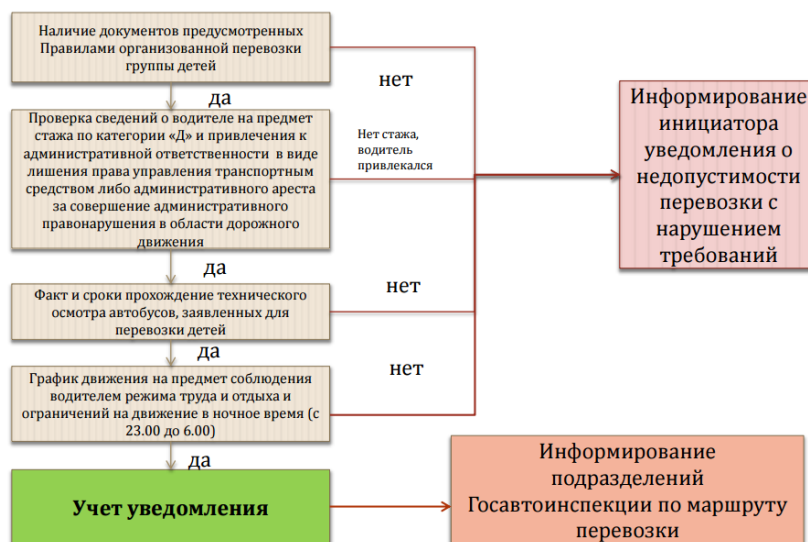 Наличие документов предусмотренных
Правилами организованной перевозки
группы детей
нет
да
Проверка сведений о водителе на предмет
стажа по категории «Д» и привлечения к
административной ответственности в виде
лишения права управления транспортным
средством либо административного ареста
за совершение административного
правонарушения в области дорожного
движения
Нет стажа,
водитель
привлекался
Информирование
инициатора
уведомления о
недопустимости
перевозки с
нарушением
требований
да
Факт и сроки прохождение технического
осмотра автобусов, заявленных для
перевозки детей
нет
да
График движения на предмет соблюдения
водителем режима труда и отдыха и
ограничений на движение в ночное время (с
23.00 до 6.00)
нет
да
Учет уведомления
Информирование
подразделений
Госавтоинспекции по маршруту
перевозки